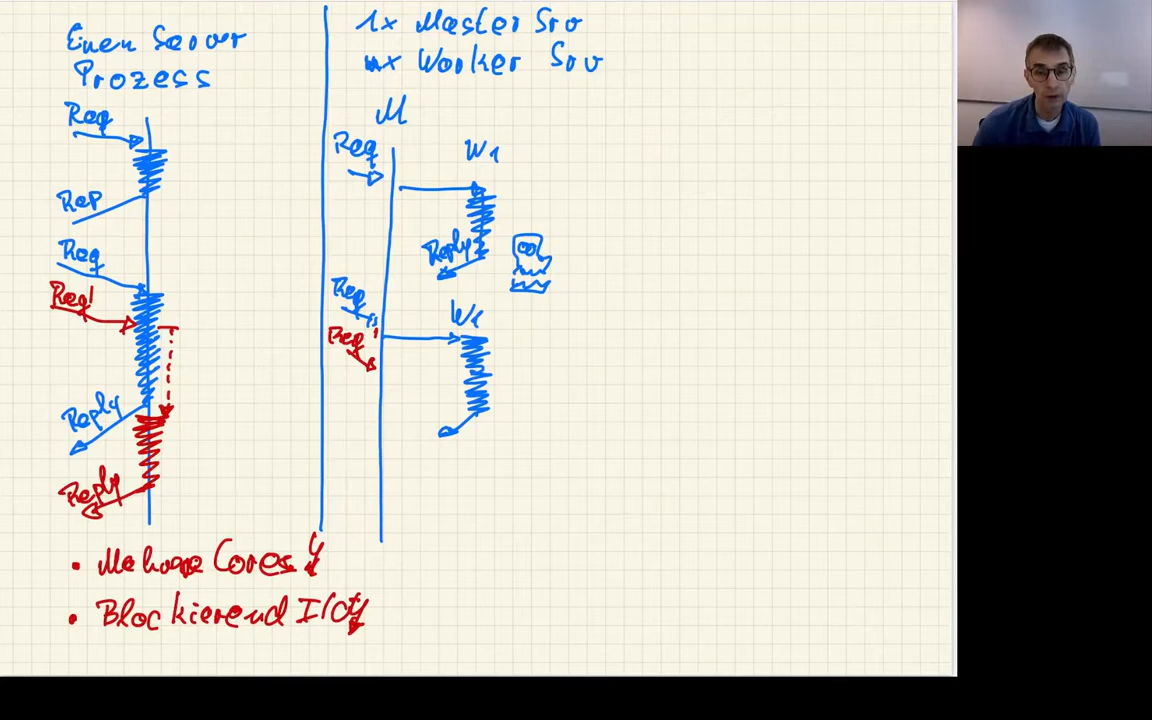 Einen Server
Prozess
Req
Rep
Req
Req'
Reply
Reply
• Mehrere Cores
• Blockierend I/O
1x Master Srv
nx Worker Srv
M
Req
W1
Reply
Req
Req'
W1